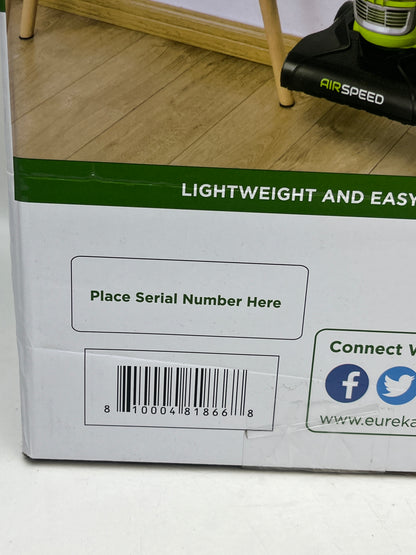 AIRSPEED
LIGHTWEIGHT AND EASY
Place Serial Number Here
Connect W
8 10004 81866 8
www.eureka